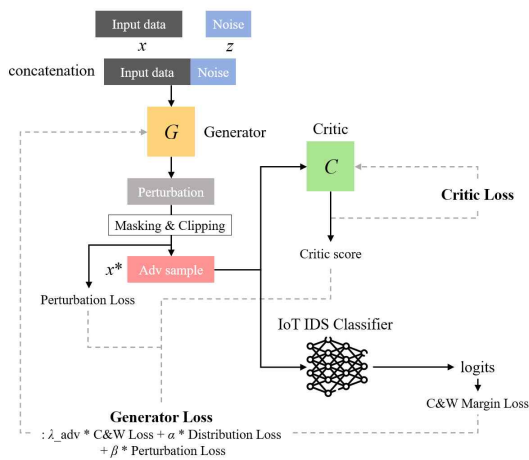 Input data
Noise
x
z
concatenation
Input data
Noise
G
Generator
Critic
C
Perturbation
Critic Loss
Masking & Clipping
Critic score
x*
Adv sample
Perturbation Loss
IoT IDS Classifier
logits
C&W Margin Loss
Generator Loss
: λ_adv * C&W Loss + α * Distribution Loss
+ β * Perturbation Loss